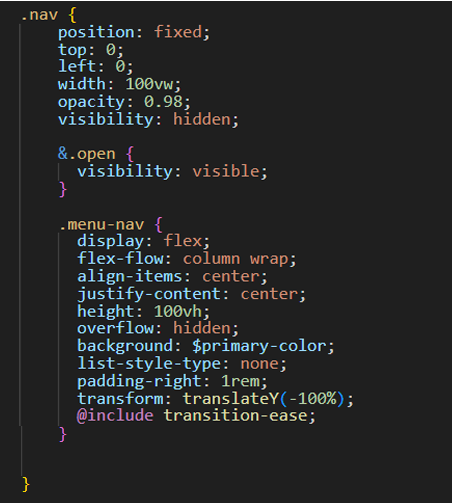 .nav {
position: fixed;
top: 0;
left: 0;
width: 100vw;
opacity: 0.98;
visibility: hidden;
&.open {
visibility: visible;
}
.menu-nav {
display: flex;
flex-flow: column wrap;
align-items: center;
justify-content: center;
height: 100vh;
overflow: hidden;
background: $primary-color;
list-style-type: none;
padding-right: 1rem;
transform: translateY(-100%);
@include transition-ease;
}
}